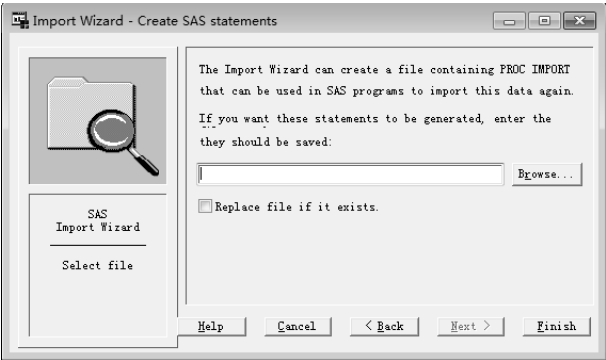 Import Wizard - Create SAS statements
The Import Wizard can create a file containing PROC IMPORT
that can be used in SAS programs to import this data again.
If you want these statements to be generated, enter the
they should be saved:
Browse...
Replace file if it exists.
SAS
Import Wizard
Select file
Help
Cancel
< Back
Next >
Finish